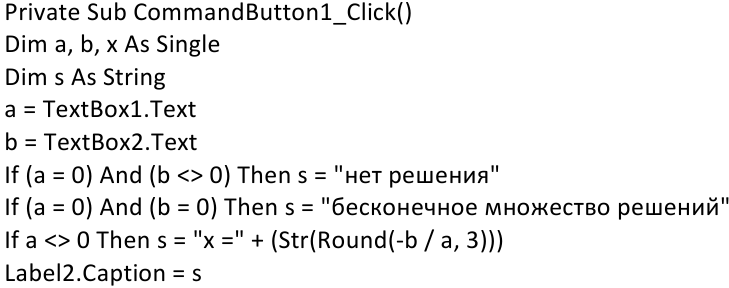 Private Sub CommandButton1_Click()
Dim a, b, x As Single
Dim s As String
a = TextBox1.Text
b = TextBox2.Text
If (a = 0) And (b <> 0) Then s = "нет решения"
If (a = 0) And (b = 0) Then s = "бесконечное множество решений"
If a <> 0 Then s = "x =" + (Str(Round(-b / a, 3)))
Label2.Caption = s